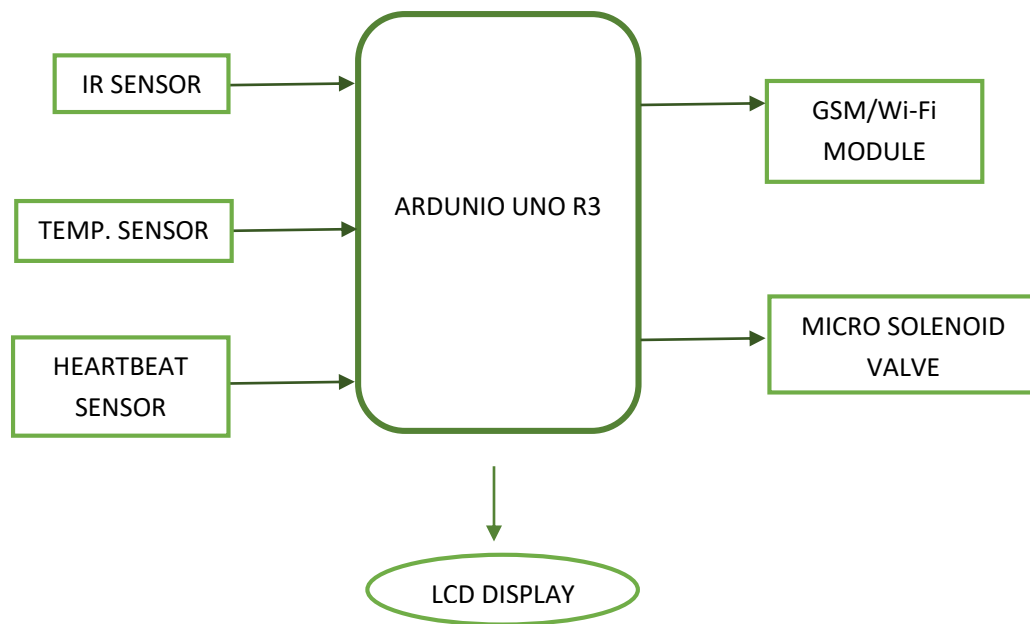 IR SENSOR
GSM/Wi-Fi
MODULE
TEMP. SENSOR
ARDUNIO UNO R3
MICRO SOLENOID
VALVE
HEARTBEAT
SENSOR
LCD DISPLAY